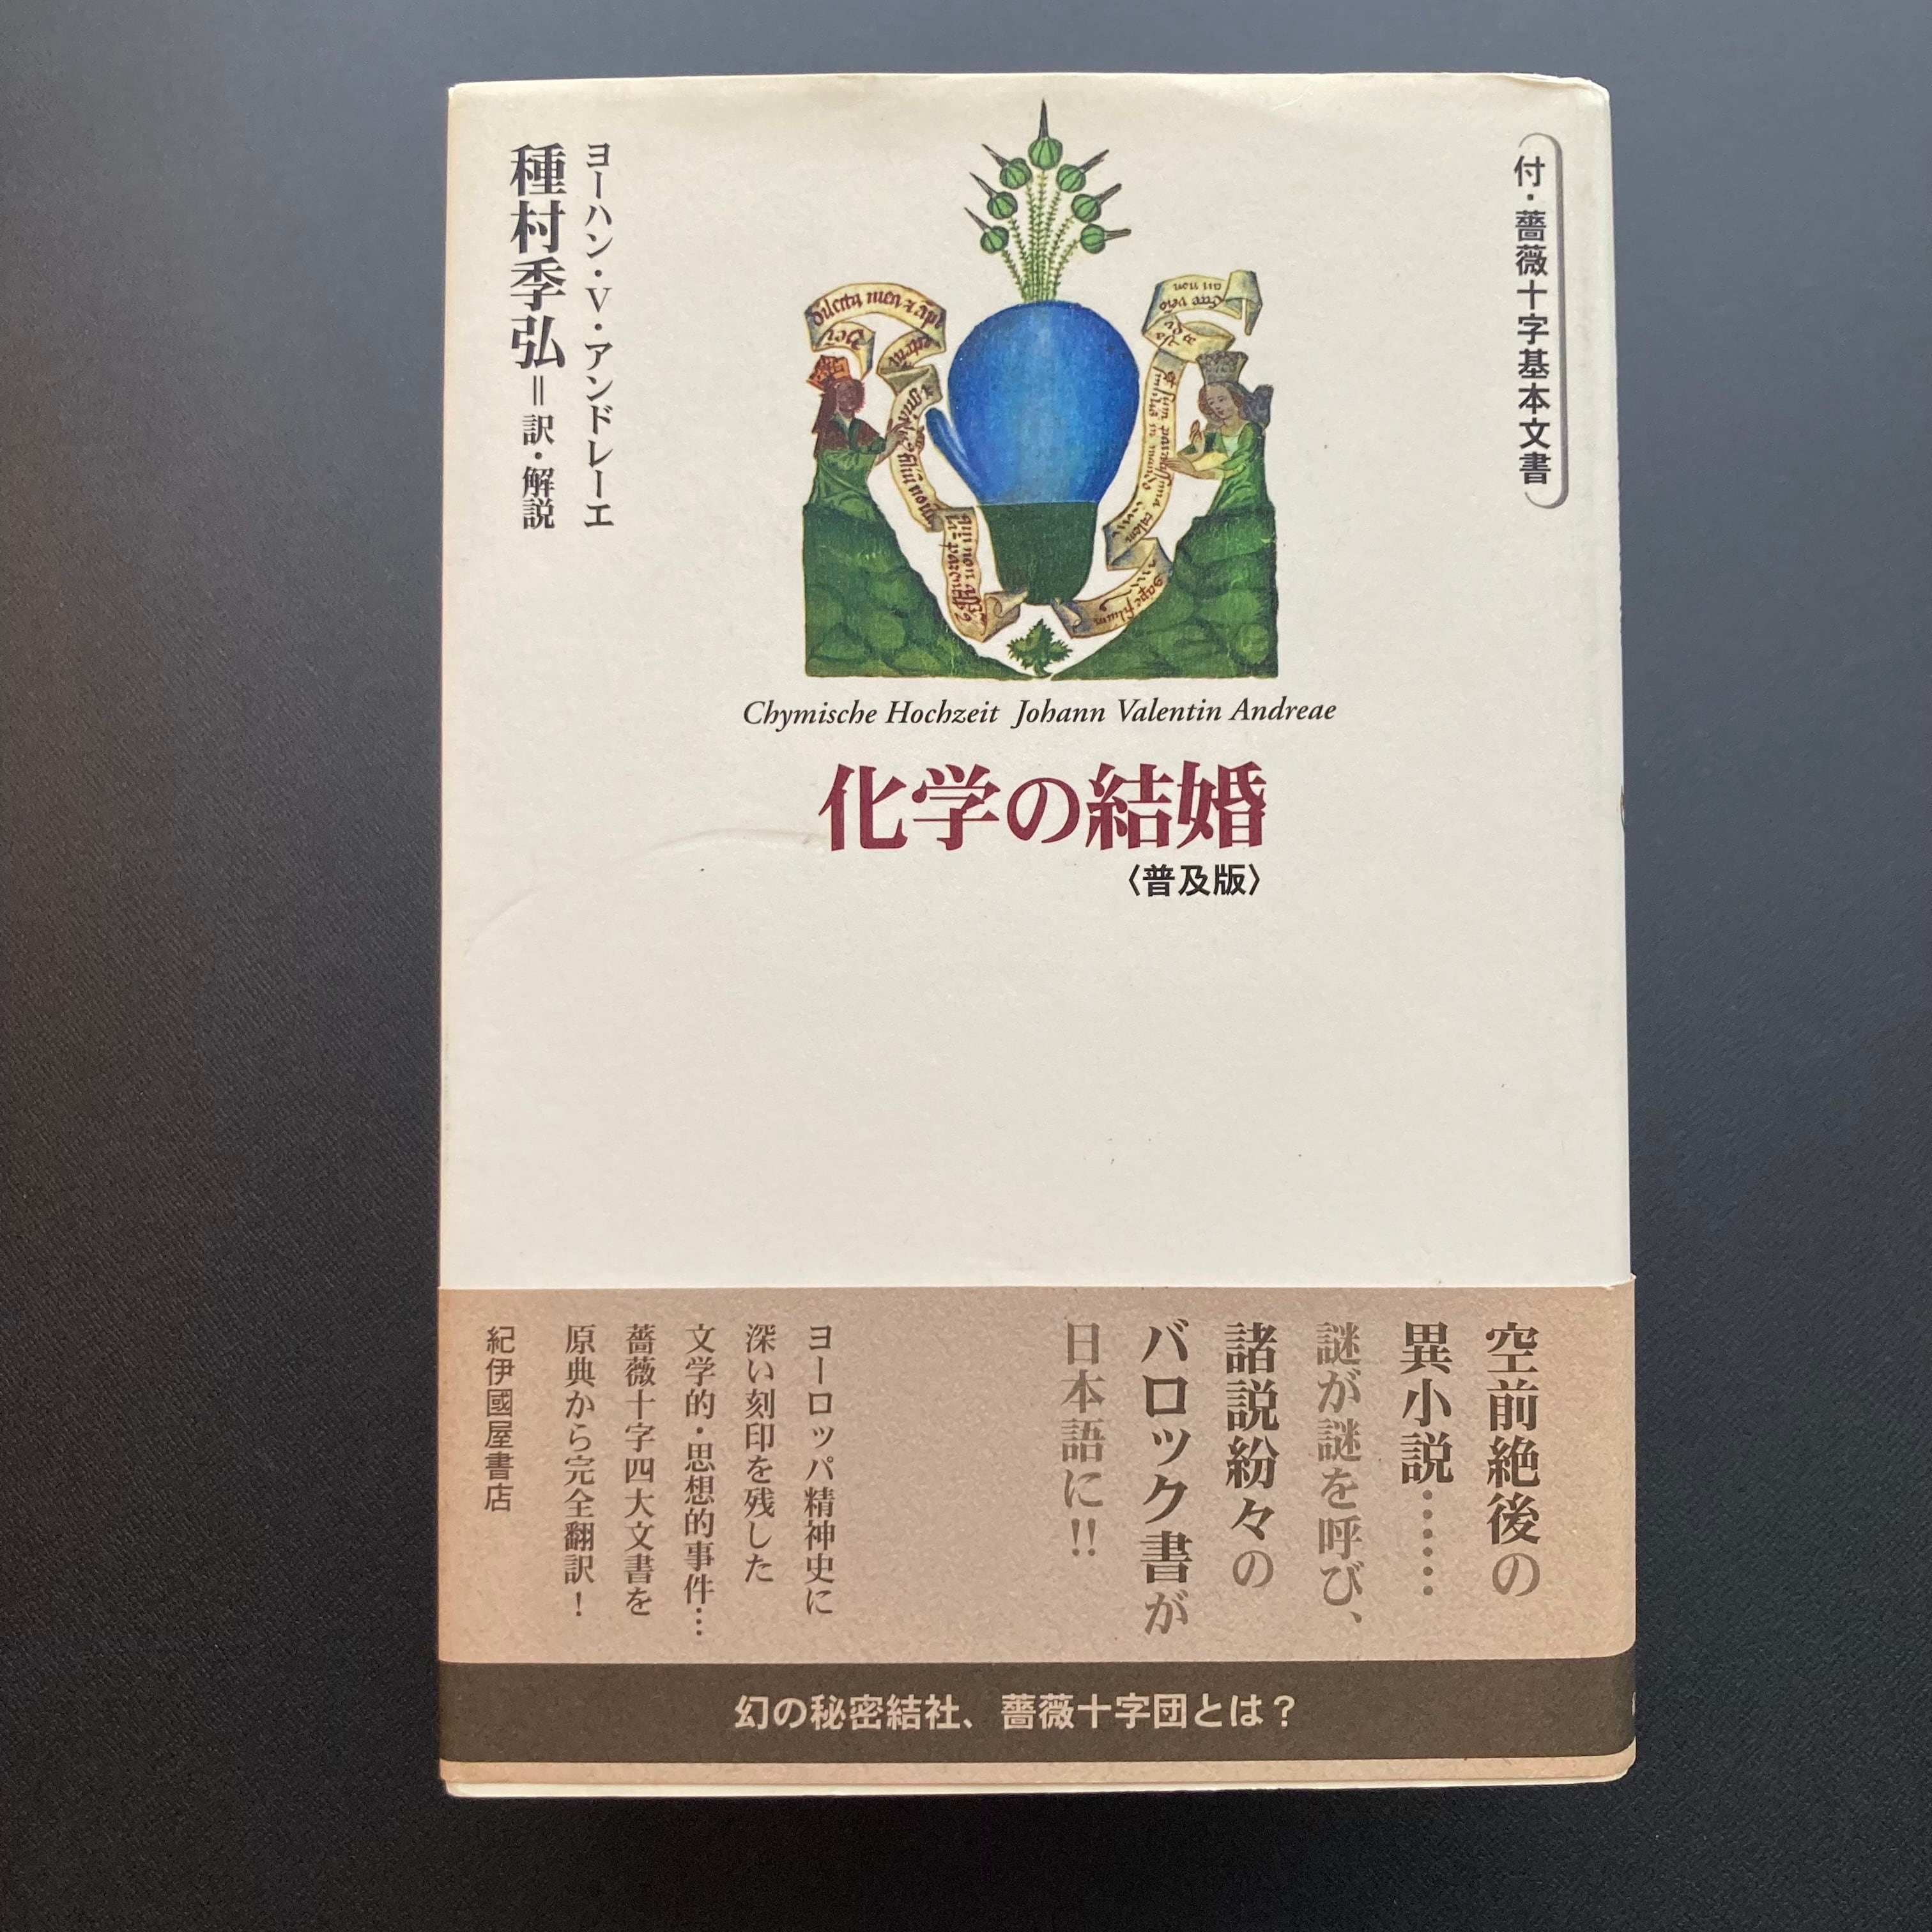 付・薔薇十字基本文書
ヨーハン・V・アンドレーエ
種村季弘＝訳・解説
Chymische Hochzeit Johann Valentin Andreae
化学の結婚
〈普及版〉
空前絶後の
異小説……
謎が謎を呼び、
諸説紛々の
バロック書が
日本語に!!
ヨーロッパ精神史に
深い刻印を残した
文学的・思想的事件…
薔薇十字四大文書を
原典から完全翻訳！
紀伊國屋書店
幻の秘密結社、薔薇十字団とは？